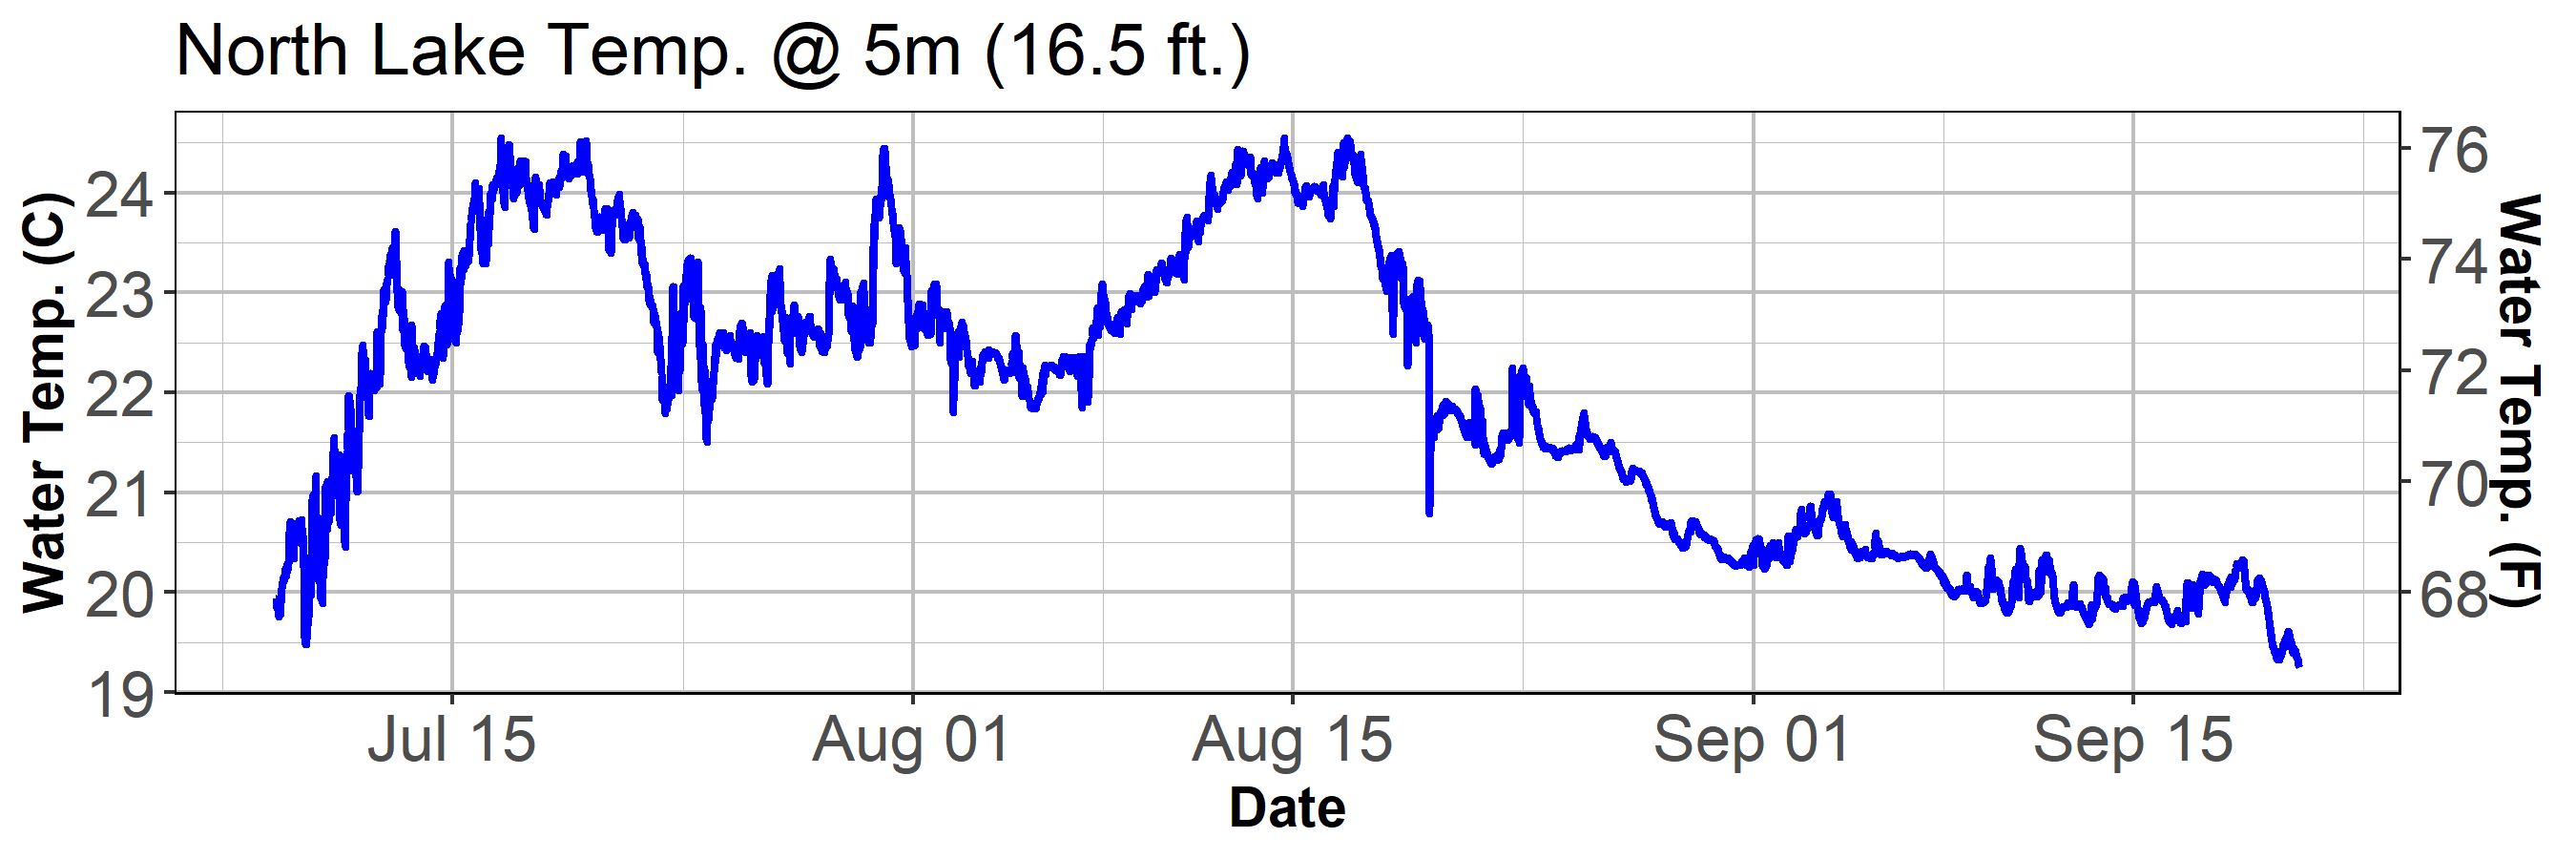 North Lake Temp. @ 5m (16.5 ft.)
Water Temp. (C)
24
23
22
21
20
19
76
74
72
70
68
Water Temp. (F)
Jul 15
Aug 01
Aug 15
Sep 01
Sep 15
Date